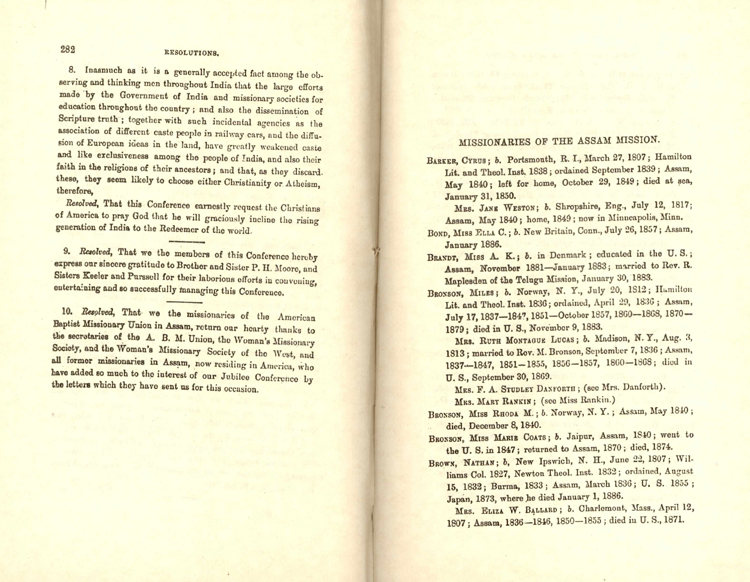 282
RESOLUTIONS.
8. Inasmuch as it is a generally accepted fact among the ob-
serving and thinking men throughout India that the large efforts
made by the Government of India and missionary societies for
education throughout the country; and also the dissemination of
Scripture truth; together with such incidental agencies as the
association of different caste people in railway cars, and the diffu-
sion of European ideas in the land, have greatly weakened caste
and like exclusiveness among the people of India, and also their
faith in the religions of their ancestors; and that, as they discard
these, they seem likely to choose either Christianity or Atheism,
therefore,
Resolved, That this Conference earnestly request the Christians
of America to pray God that he will graciously incline the rising
generation of India to the Redeemer of the world.
9. Resolved, That we the members of this Conference hereby
express our sincere gratitude to Brother and Sister P. H. Moore, and
Sisters Keeler and Purssell for their laborious efforts in convening,
entertaining and so successfully managing this Conference.
10. Resolved, That we the missionaries of the American
Baptist Missionary Union in Assam, return our hearty thanks to
the secretaries of the A. B. M. Union, the Woman's Missionary
Society, and the Woman's Missionary Society of the West, and
all former missionaries in Assam, now residing in America, who
have added so much to the interest of our Jubilee Conference by
the letters which they have sent us for this occasion.
MISSIONARIES OF THE ASSAM MISSION.
BARKER, CYRUS; b. Portsmouth, R. I., March 27, 1807; Hamilton
Lit. and Theol. Inst. 1838; ordained September 1839; Assam,
May 1840; left for home, October 29, 1849; died at sea,
January 31, 1850.
MRS. JANE WESTON; b. Shropshire, Eng., July 12, 1817;
Assam, May 1840; home, 1849; now in Minneapolis, Minn.
BOND, MISS ELLA C.; b. New Britain, Conn., July 26, 1857; Assam,
January 1886.
BRANDT, MISS A. K.; b. in Denmark; educated in the U. S.;
Assam, November 1881—January 1883; married to Rev. R.
Maplesden of the Telugu Mission, January 30, 1883.
BRONSON, MILES; b. Norway, N. Y., July 20, 1812; Hamilton
Lit. and Theol. Inst. 1836; ordained, April 29, 1836; Assam,
July 17, 1837—1847, 1851—October 1857, 1860—1868, 1870—
1879; died in U. S., November 9, 1883.
MRS. RUTH MONTAGUE LUCAS; b. Madison, N. Y., Aug. 3,
1813; married to Rev. M. Bronson, September 7, 1836; Assam,
1837—1847, 1851—1855, 1856—1857, 1860—1868; died in
U. S., September 30, 1869.
MRS. F. A. STUDLEY DANFORTH; (see Mrs. Danforth).
MRS. MARY RANKIN; (see Miss Rankin.)
BRONSON, MISS RHODA M.; b. Norway, N. Y.; Assam, May 1840;
died, December 8, 1840.
BRONSON, MISS MARIE COATS; b. Jaipur, Assam, 1840; went to
the U. S. in 1847; returned to Assam, 1870; died, 1874.
BROWN, NATHAN; b, New Ipswich, N. H., June 22, 1807; Wil-
liams Col. 1827, Newton Theol. Inst. 1832; ordained, August
15, 1832; Burma, 1833; Assam, March 1836; U. S. 1855;
Japan, 1873, where he died January 1, 1886.
MRS. ELIZA W. BALLARD; b. Charlemont, Mass., April 12,
1807; Assam, 1836—1846, 1850—1855; died in U. S., 1871.